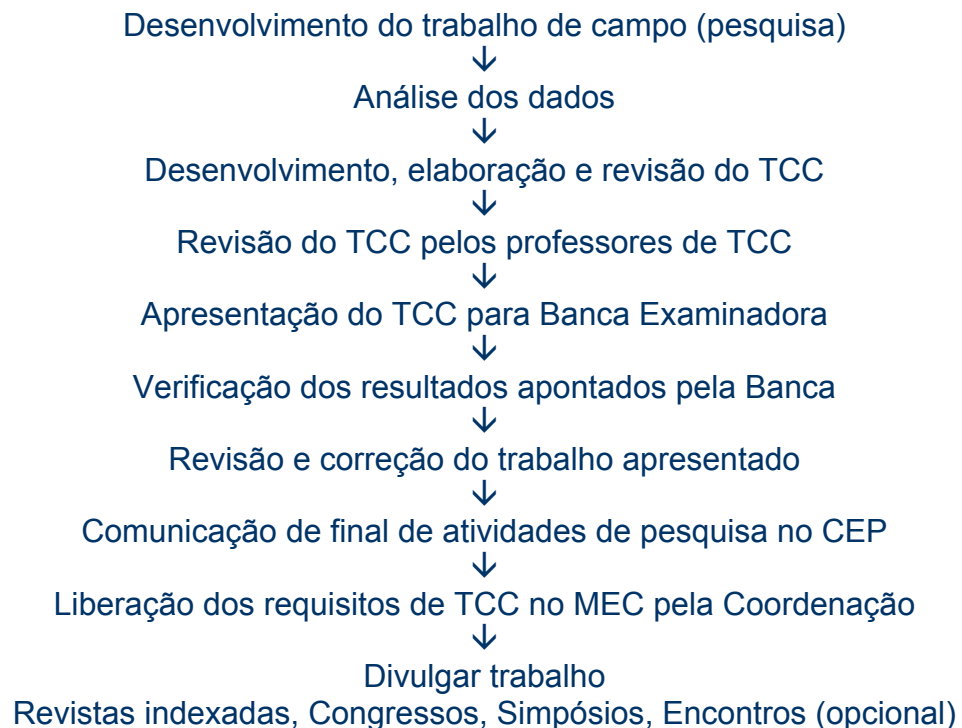 Desenvolvimento do trabalho de campo (pesquisa)
↓
Análise dos dados
↓
Desenvolvimento, elaboração e revisão do TCC
↓
Revisão do TCC pelos professores de TCC
↓
Apresentação do TCC para Banca Examinadora
↓
Verificação dos resultados apontados pela Banca
↓
Revisão e correção do trabalho apresentado
↓
Comunicação de final de atividades de pesquisa no CEP
↓
Liberação dos requisitos de TCC no MEC pela Coordenação
↓
Divulgar trabalho
Revistas indexadas, Congressos, Simpósios, Encontros (opcional)